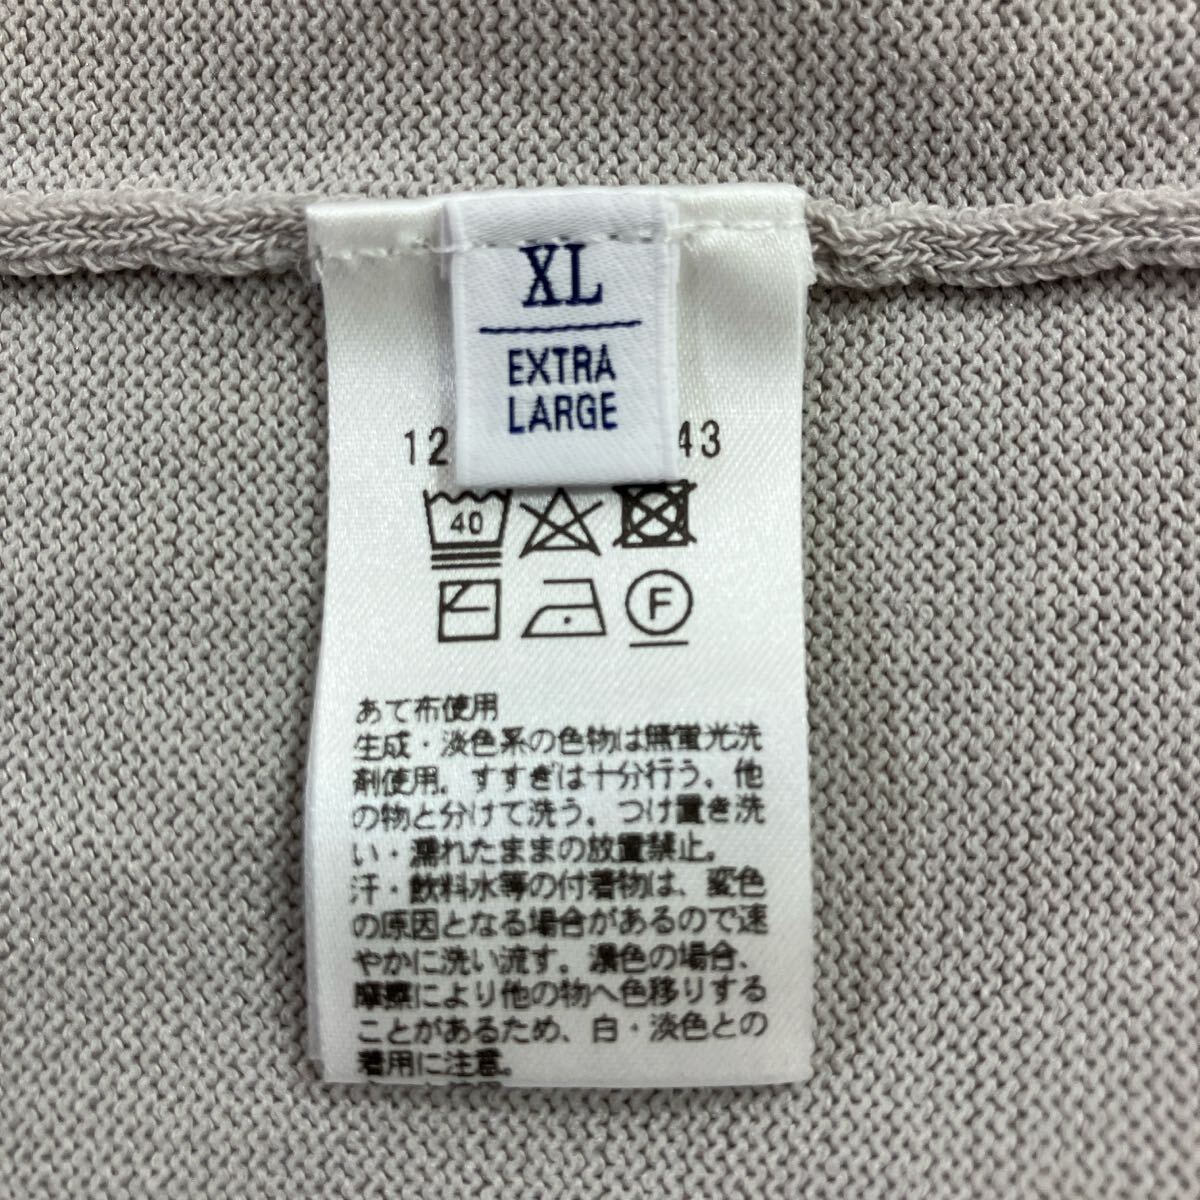 XL
EXTRA
LARGE
12 43
40
F
あて布使用
生成・淡色系の色物は無蛍光洗
剤使用。すすぎは十分行う。他
の物と分けて洗う。つけ置き洗
い・濡れたままの放置禁止。
汗・飲料水等の付着物は、変色
の原因となる場合があるので速
やかに洗い流す。濃色の場合、
摩擦により他の物へ色移りする
ことがあるため、白・淡色との
着用に注意。